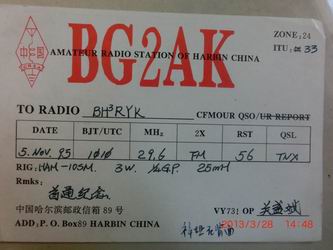 ZONE: 24
ITU: 33
AMATEUR RADIO STATION OF HARBIN CHINA
BG2AK
TO RADIO BH3RYK CFMOUR QSO/UR REPORT
DATE BJT/UTC MHz 2X RST QSL
5. NOV. 95 1010 29.6 FM 56 TNX
RIG: HAM-10SM. 3W. 1/2G.P. 25mH
Rmks: 首通纪念
中国哈尔滨邮政信箱 89 号 VY73! OP
ADD: P. O. Box89 HARBIN CHINA
2013/3/28 14:48